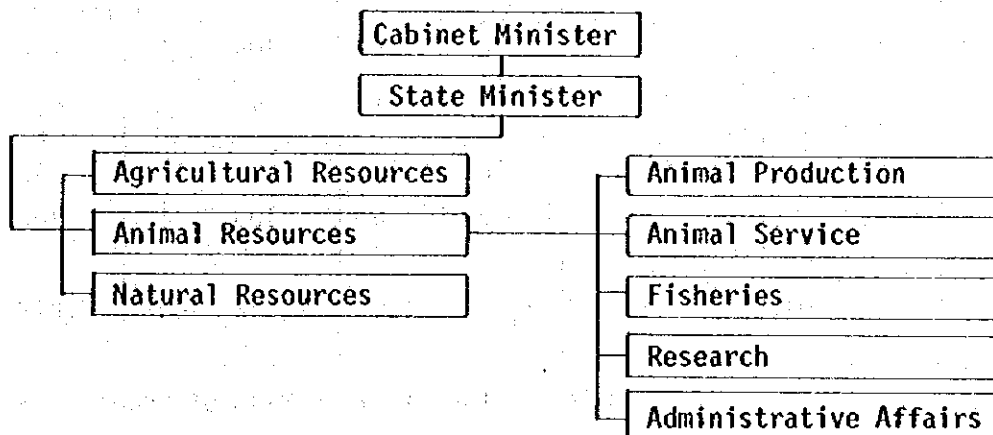 Cabinet Minister
State Minister
Agricultural Resources
Animal Resources
Natural Resources
Animal Production
Animal Service
Fisheries
Research
Administrative Affairs